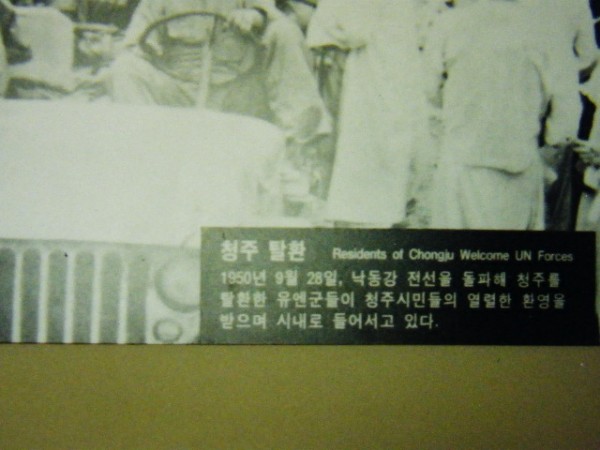 청주 탈환 Residents of Chongju Welcome UN Forces
1950년 9월 28일, 낙동강 전선을 돌파해 청주를
탈환한 유엔군들이 청주시민들의 열렬한 환영을
받으며 시내로 들어서고 있다.